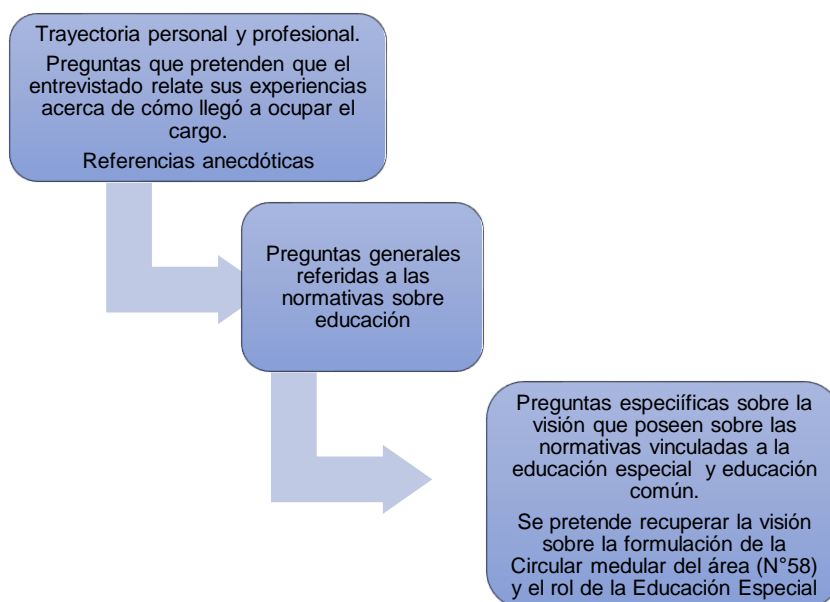 Trayectoria personal y profesional.
Preguntas que pretenden que el
entrevistado relate sus experiencias
acerca de cómo llegó a ocupar el
cargo.
Referencias anecdóticas
Preguntas generales
referidas a las
normativas sobre
educación
Preguntas especiíficas sobre la
visión que poseen sobre las
normativas vinculadas a la
educación especial y educación
común.
Se pretende recuperar la visión
sobre la formulación de la
Circular medular del área (N°58)
y el rol de la Educación Especial